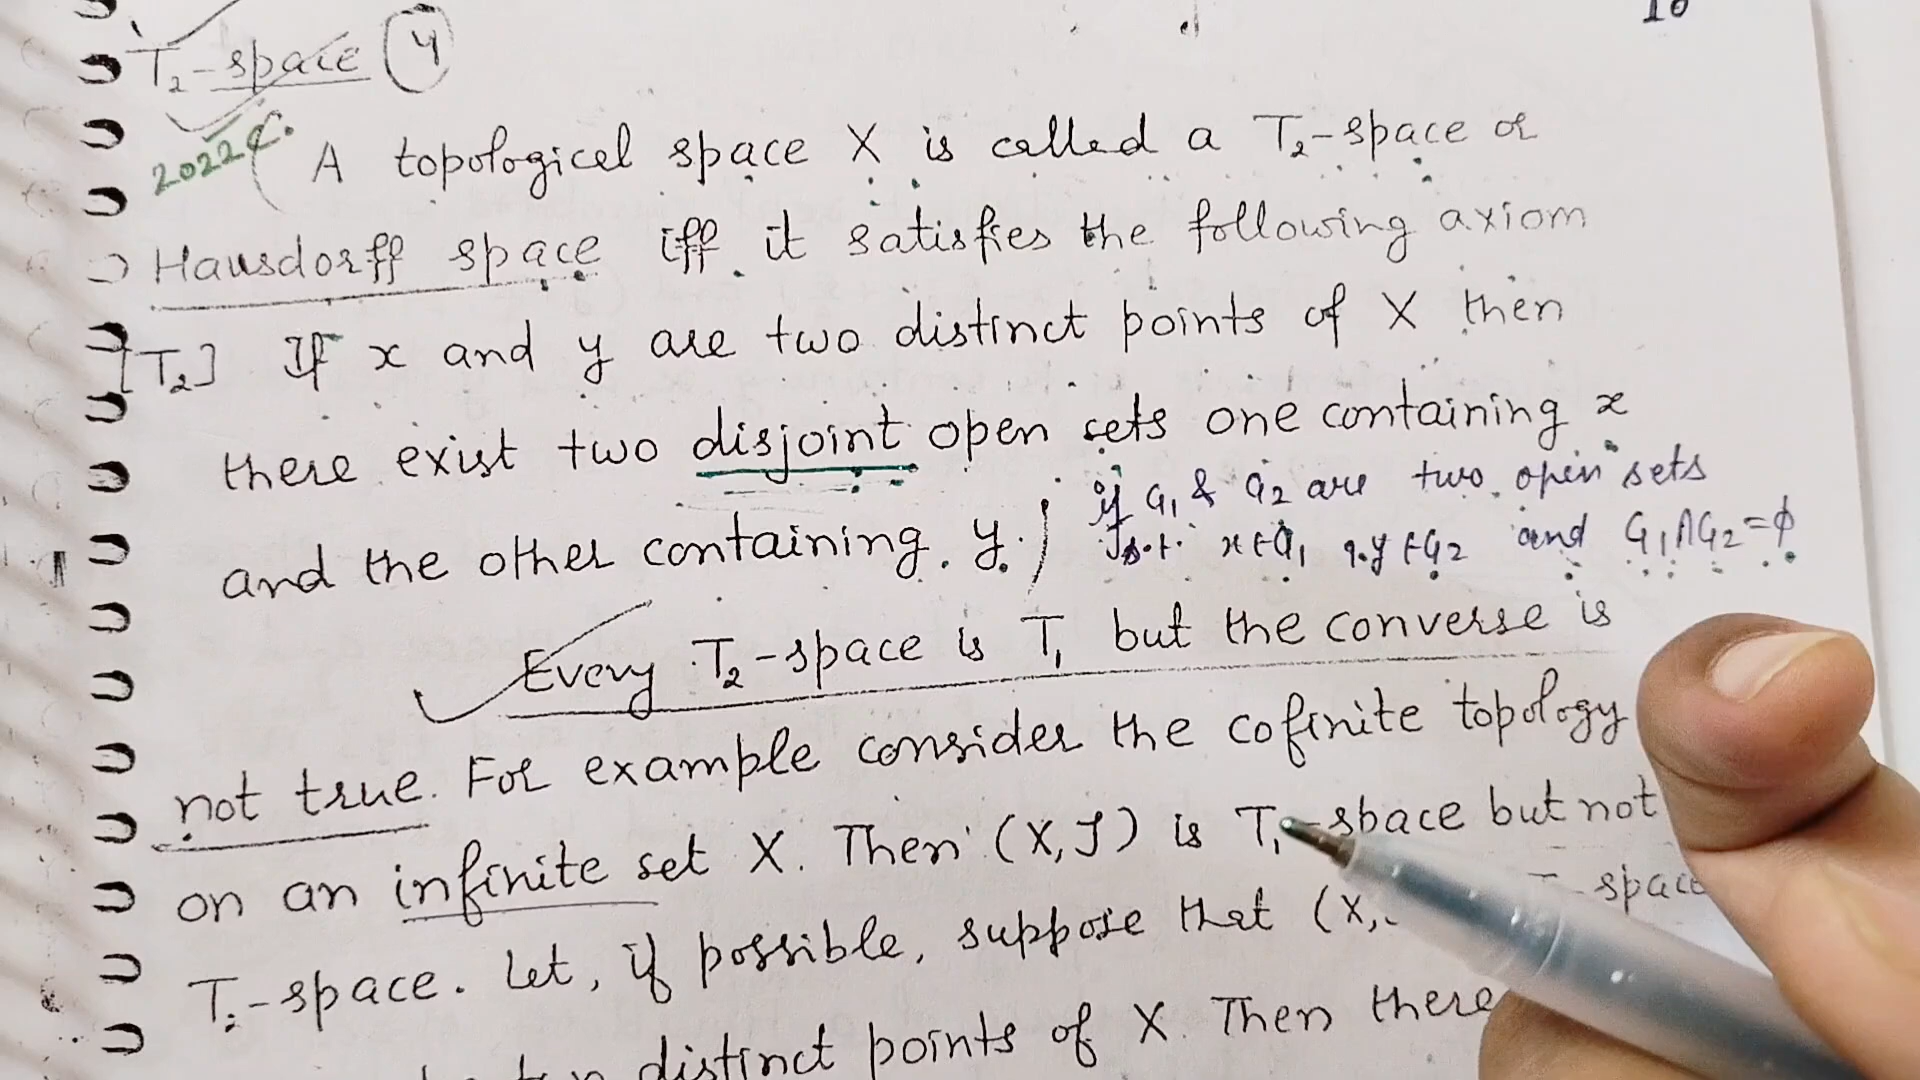 10
T₂-space 4
2022 A topological space X is called a T₂-space or
Hausdorff space iff it satisfies the following axiom
[T₂] If x and y are two distinct points of X then
there exist two disjoint open sets one containing x
and the other containing y.
if G₁ & G₂ are two open sets
s.t. x∈G₁ & y∈G₂ and G₁∩G₂=ϕ
Every T₂-space is T₁ but the converse is
not true. For example consider the cofinite topology
on an infinite set X. Then (X,J) is T₁-space but not
T₂-space. Let, if possible, suppose that (X, space
distinct points of X. Then there